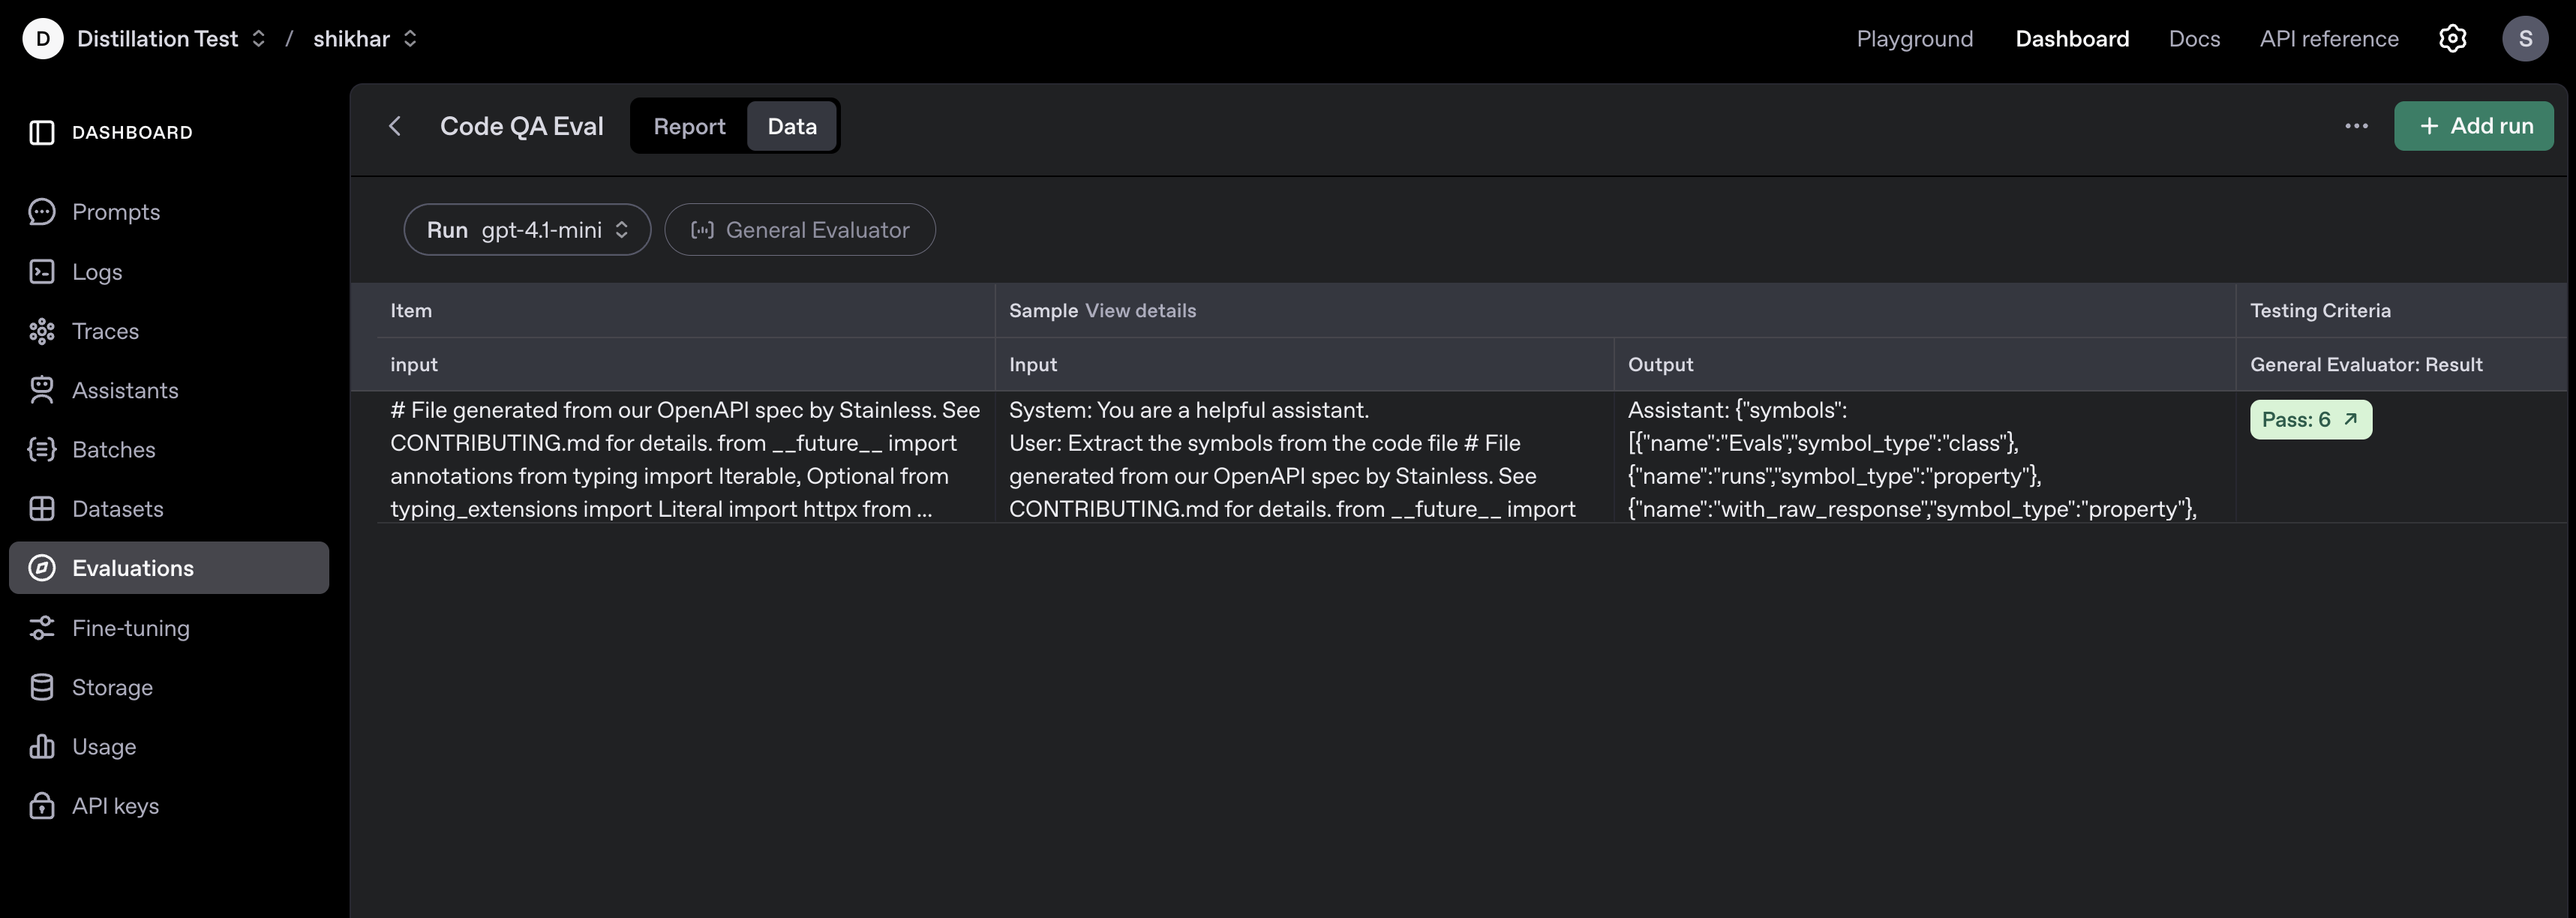 D Distillation Test / shikhar
Playground Dashboard Docs API reference S
DASHBOARD
Prompts
Logs
Traces
Assistants
Batches
Datasets
Evaluations
Fine-tuning
Storage
Usage
API keys
Code QA Eval Report Data
... + Add run
Run gpt-4.1-mini General Evaluator
Item
Sample View details
Testing Criteria
input
Input
Output
General Evaluator: Result
# File generated from our OpenAPI spec by Stainless. See
CONTRIBUTING.md for details. from __future__ import
annotations from typing import Iterable, Optional from
typing_extensions import Literal import httpx from ...
System: You are a helpful assistant.
User: Extract the symbols from the code file # File
generated from our OpenAPI spec by Stainless. See
CONTRIBUTING.md for details. from __future__ import
Assistant: {"symbols":
[{"name":"Evals","symbol_type":"class"},
{"name":"runs","symbol_type":"property"},
{"name":"with_raw_response","symbol_type":"property"},
Pass: 6